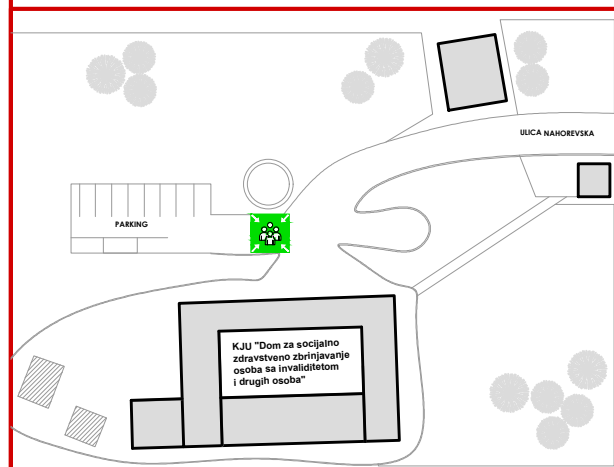 ULICA NAHOREVSKA
PARKING
KJU "Dom za socijalno
zdravstveno zbrinjavanje
osoba sa invaliditetom
i drugih osoba"